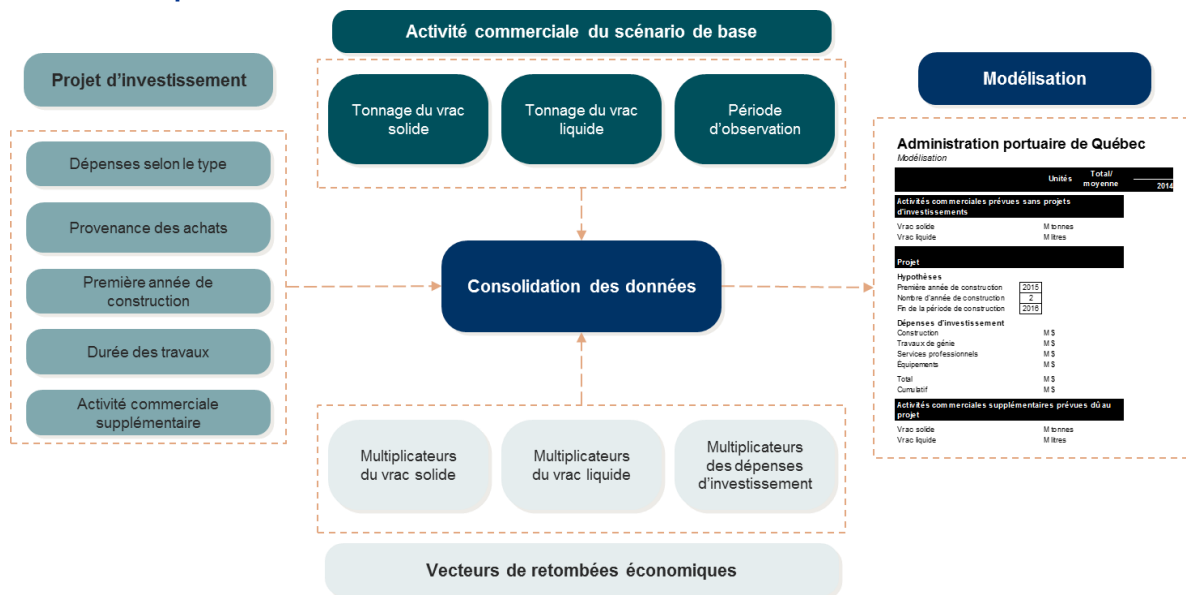 Projet d'investissement
Dépenses selon le type
Provenance des achats
Première année de
construction
Durée des travaux
Activité commerciale
supplémentaire
Activité commerciale du scénario de base
Tonnage du vrac
solide
Tonnage du vrac
liquide
Période
d'observation
Consolidation des données
Multiplicateurs
du vrac solide
Multiplicateurs
du vrac liquide
Multiplicateurs
des dépenses
d'investissement
Vecteurs de retombées économiques
Modélisation
Administration portuaire de Québec
Modélisation
Unités Total/ moyenne 2014
Activités commerciales prévues sans projets
d'investissements
Vrac solide M tonnes
Vrac liquide M litres
Projet
Hypothèses
Première année de construction 2015
Nombre d'année de construction 2
Fin de la période de construction 2016
Dépenses d'investissement
Construction M $
Travaux de génie M $
Services professionnels M $
Équipements M $
Total M $
Cumulatif M $
Activités commerciales supplémentaires prévues dû au
projet
Vrac solide M tonnes
Vrac liquide M litres